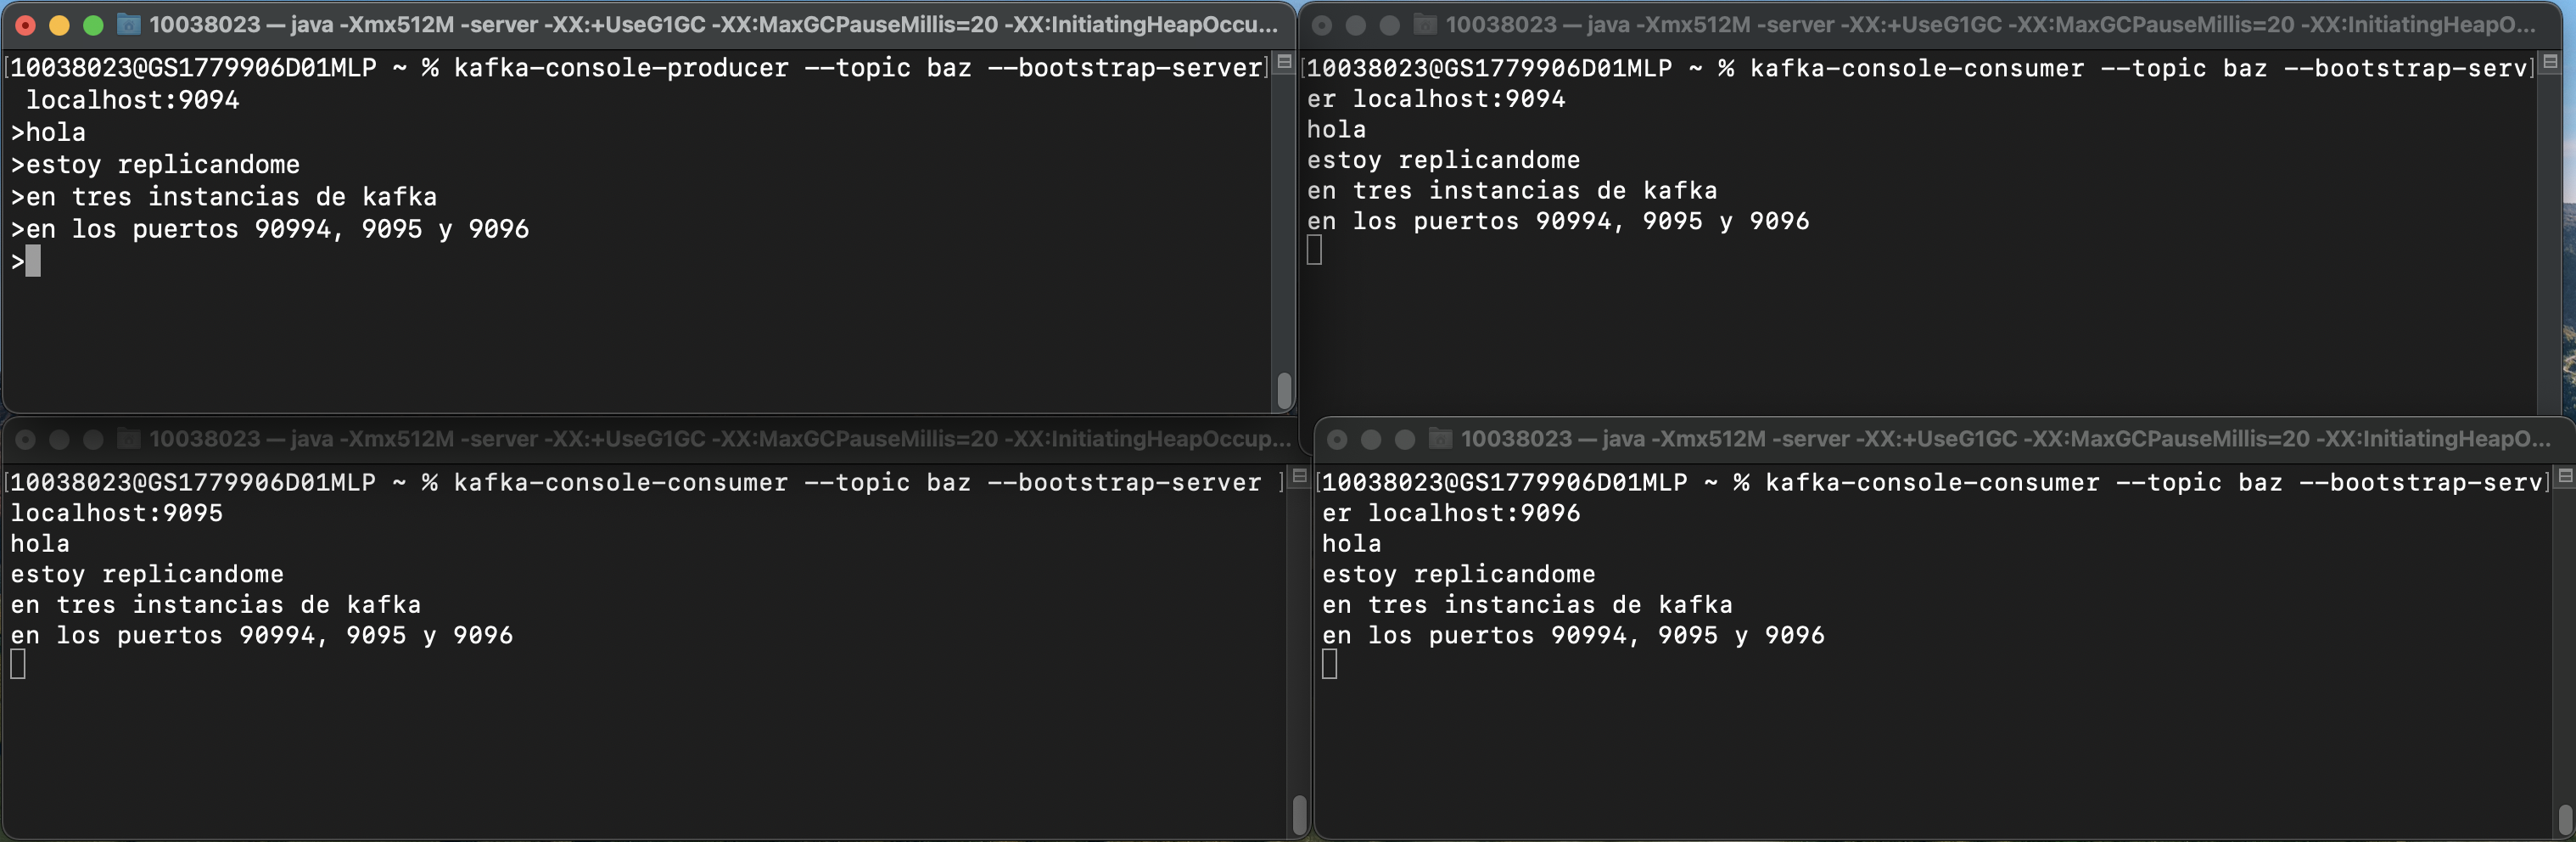 10038023 — java -Xmx512M -server -XX:+UseG1GC -XX:MaxGCPauseMillis=20 -XX:InitiatingHeapOccu...
[10038023@GS1779906D01MLP ~ % kafka-console-producer --topic baz --bootstrap-server]
localhost:9094
>hola
>estoy replicandome
>en tres instancias de kafka
>en los puertos 90994, 9095 y 9096
>
10038023 — java -Xmx512M -server -XX:+UseG1GC -XX:MaxGCPauseMillis=20 -XX:InitiatingHeapO...
[10038023@GS1779906D01MLP ~ % kafka-console-consumer --topic baz --bootstrap-serv]
er localhost:9094
hola
estoy replicandome
en tres instancias de kafka
en los puertos 90994, 9095 y 9096
10038023 — java -Xmx512M -server -XX:+UseG1GC -XX:MaxGCPauseMillis=20 -XX:InitiatingHeapOccup...
[10038023@GS1779906D01MLP ~ % kafka-console-consumer --topic baz --bootstrap-server ]
localhost:9095
hola
estoy replicandome
en tres instancias de kafka
en los puertos 90994, 9095 y 9096
10038023 — java -Xmx512M -server -XX:+UseG1GC -XX:MaxGCPauseMillis=20 -XX:InitiatingHeapO...
[10038023@GS1779906D01MLP ~ % kafka-console-consumer --topic baz --bootstrap-serv]
er localhost:9096
hola
estoy replicandome
en tres instancias de kafka
en los puertos 90994, 9095 y 9096